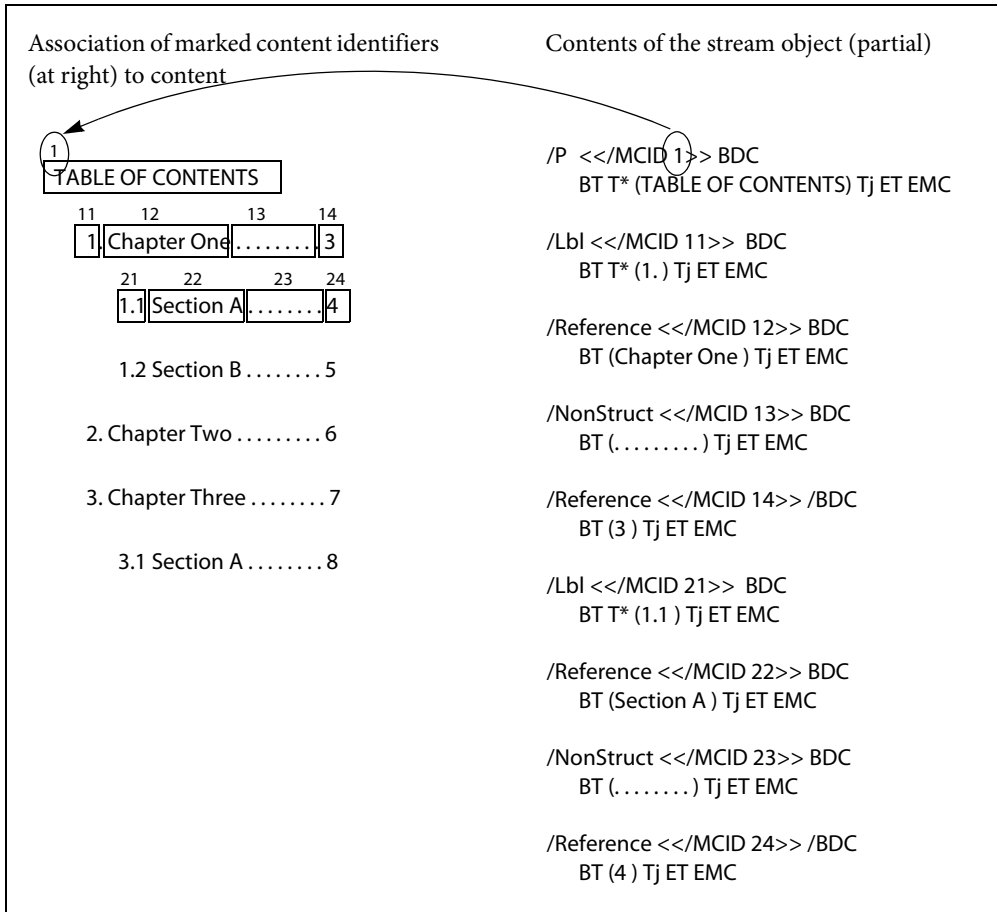 Association of marked content identifiers
(at right) to content
1
TABLE OF CONTENTS
11 12 13 14
1. Chapter One . . . . . . . . . 3
21 22 23 24
1.1 Section A . . . . . . . . 4
1.2 Section B . . . . . . . . 5
2. Chapter Two . . . . . . . . . 6
3. Chapter Three . . . . . . . . 7
3.1 Section A . . . . . . . . 8
Contents of the stream object (partial)
/P <</MCID 1>> BDC
BT T* (TABLE OF CONTENTS) Tj ET EMC
/Lbl <</MCID 11>> BDC
BT T* (1. ) Tj ET EMC
/Reference <</MCID 12>> BDC
BT (Chapter One ) Tj ET EMC
/NonStruct <</MCID 13>> BDC
BT (. . . . . . . . . ) Tj ET EMC
/Reference <</MCID 14>> /BDC
BT (3 ) Tj ET EMC
/Lbl <</MCID 21>> BDC
BT T* (1.1 ) Tj ET EMC
/Reference <</MCID 22>> BDC
BT (Section A ) Tj ET EMC
/NonStruct <</MCID 23>> BDC
BT (. . . . . . . . ) Tj ET EMC
/Reference <</MCID 24>> /BDC
BT (4 ) Tj ET EMC